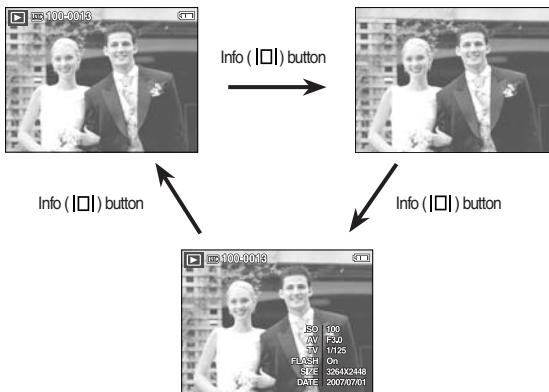 100-0013
Info ( ) button
Info ( ) button
Info ( ) button
100-0013
ISO 100
AV F3.0
TV 1/125
FLASH On
SIZE 3264X2448
DATE 2007/07/01